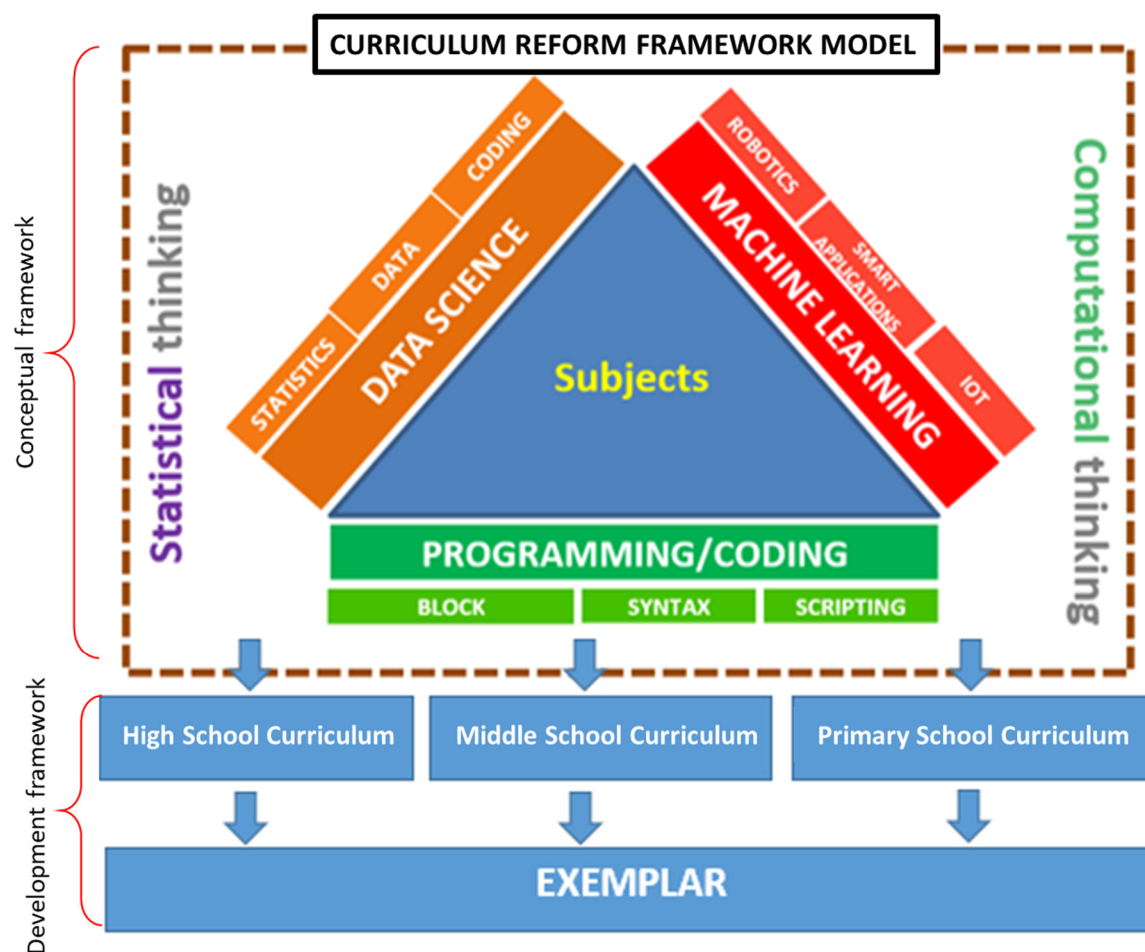 CURRICULUM REFORM FRAMEWORK MODEL
Conceptual framework
Statistical thinking
STATISTICS
DATA
CODING
DATA SCIENCE
Subjects
MACHINE LEARNING
ROBOTICS
SMART
APPLICATIONS
IOT
Computational thinking
PROGRAMMING/CODING
BLOCK
SYNTAX
SCRIPTING
Development framework
High School Curriculum
Middle School Curriculum
Primary School Curriculum
EXEMPLAR